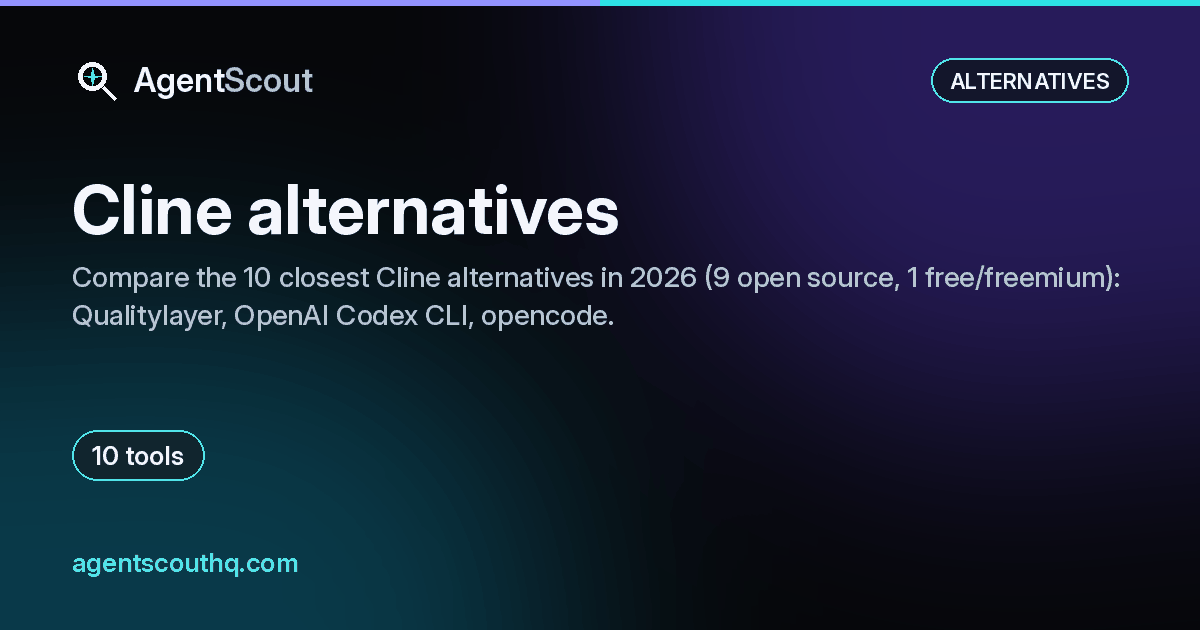 AgentScout
ALTERNATIVES
Cline alternatives
Compare the 10 closest Cline alternatives in 2026 (9 open source, 1 free/freemium):
Qualitylayer, OpenAI Codex CLI, opencode.
10 tools
agentscouthq.com